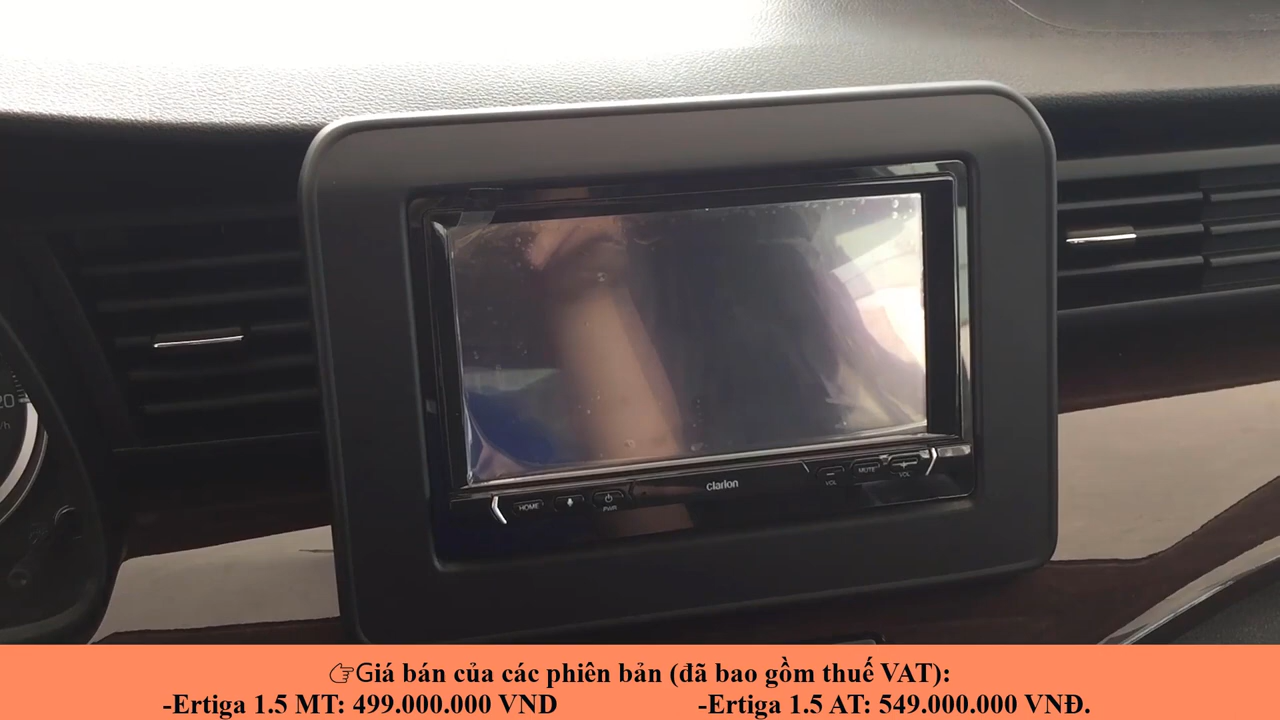 20
/h
HOME
PWR
clarion
VOL
MUTE
VOL
👉Giá bán của các phiên bản (đã bao gồm thuế VAT):
-Ertiga 1.5 MT: 499.000.000 VND -Ertiga 1.5 AT: 549.000.000 VNĐ.